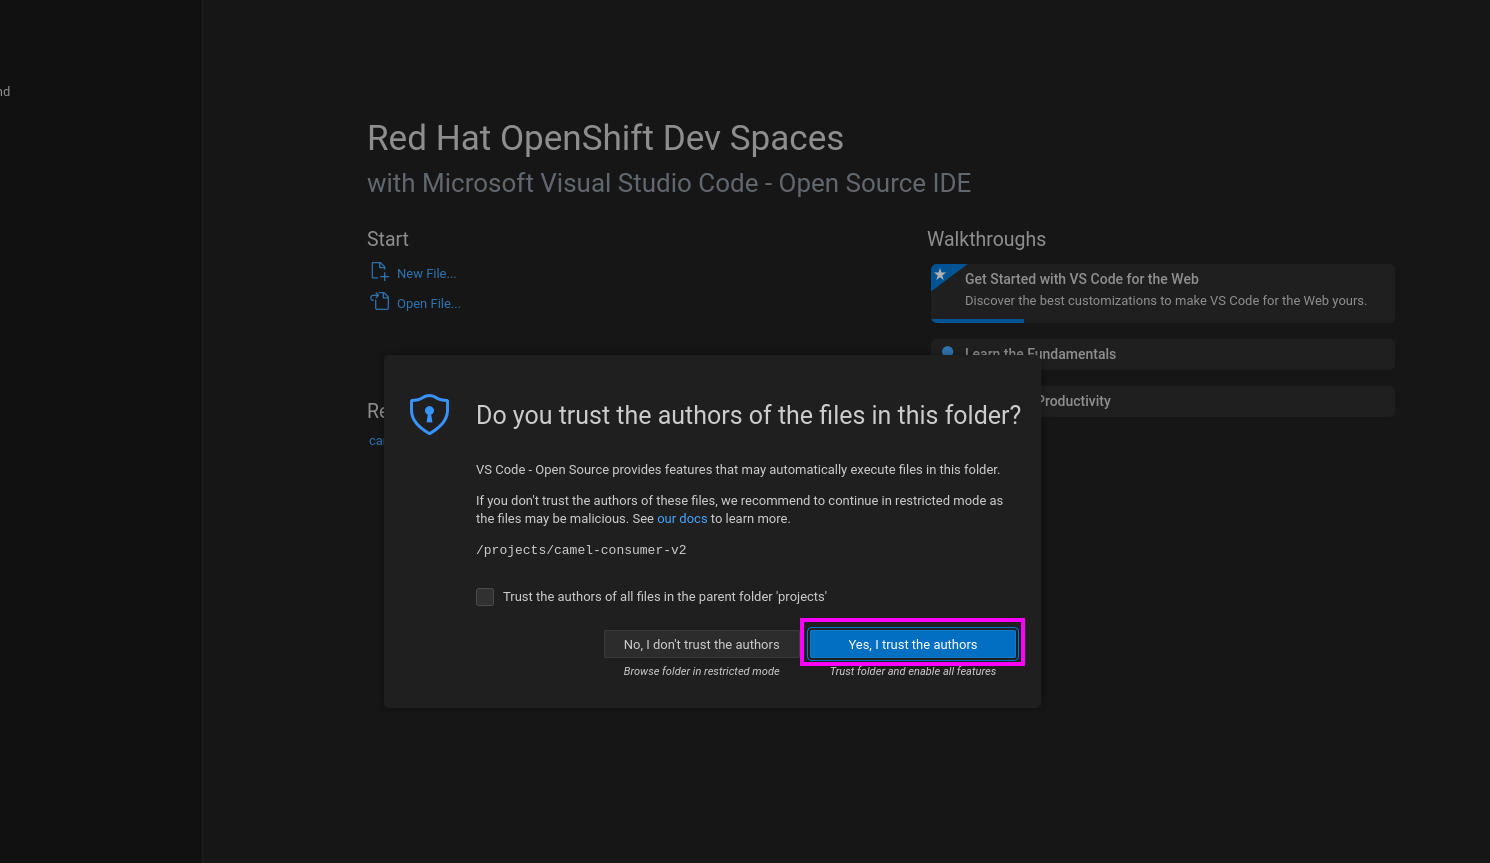 nd
Red Hat OpenShift Dev Spaces
with Microsoft Visual Studio Code - Open Source IDE
Start
New File...
Open File...
Walkthroughs
Get Started with VS Code for the Web
Discover the best customizations to make VS Code for the Web yours.
Learn the Fundamentals
Productivity
Re
Do you trust the authors of the files in this folder?
VS Code - Open Source provides features that may automatically execute files in this folder.
If you don't trust the authors of these files, we recommend to continue in restricted mode as
the files may be malicious. See our docs to learn more.
/projects/camel-consumer-v2
Trust the authors of all files in the parent folder 'projects'
No, I don't trust the authors
Yes, I trust the authors
Browse folder in restricted mode
Trust folder and enable all features